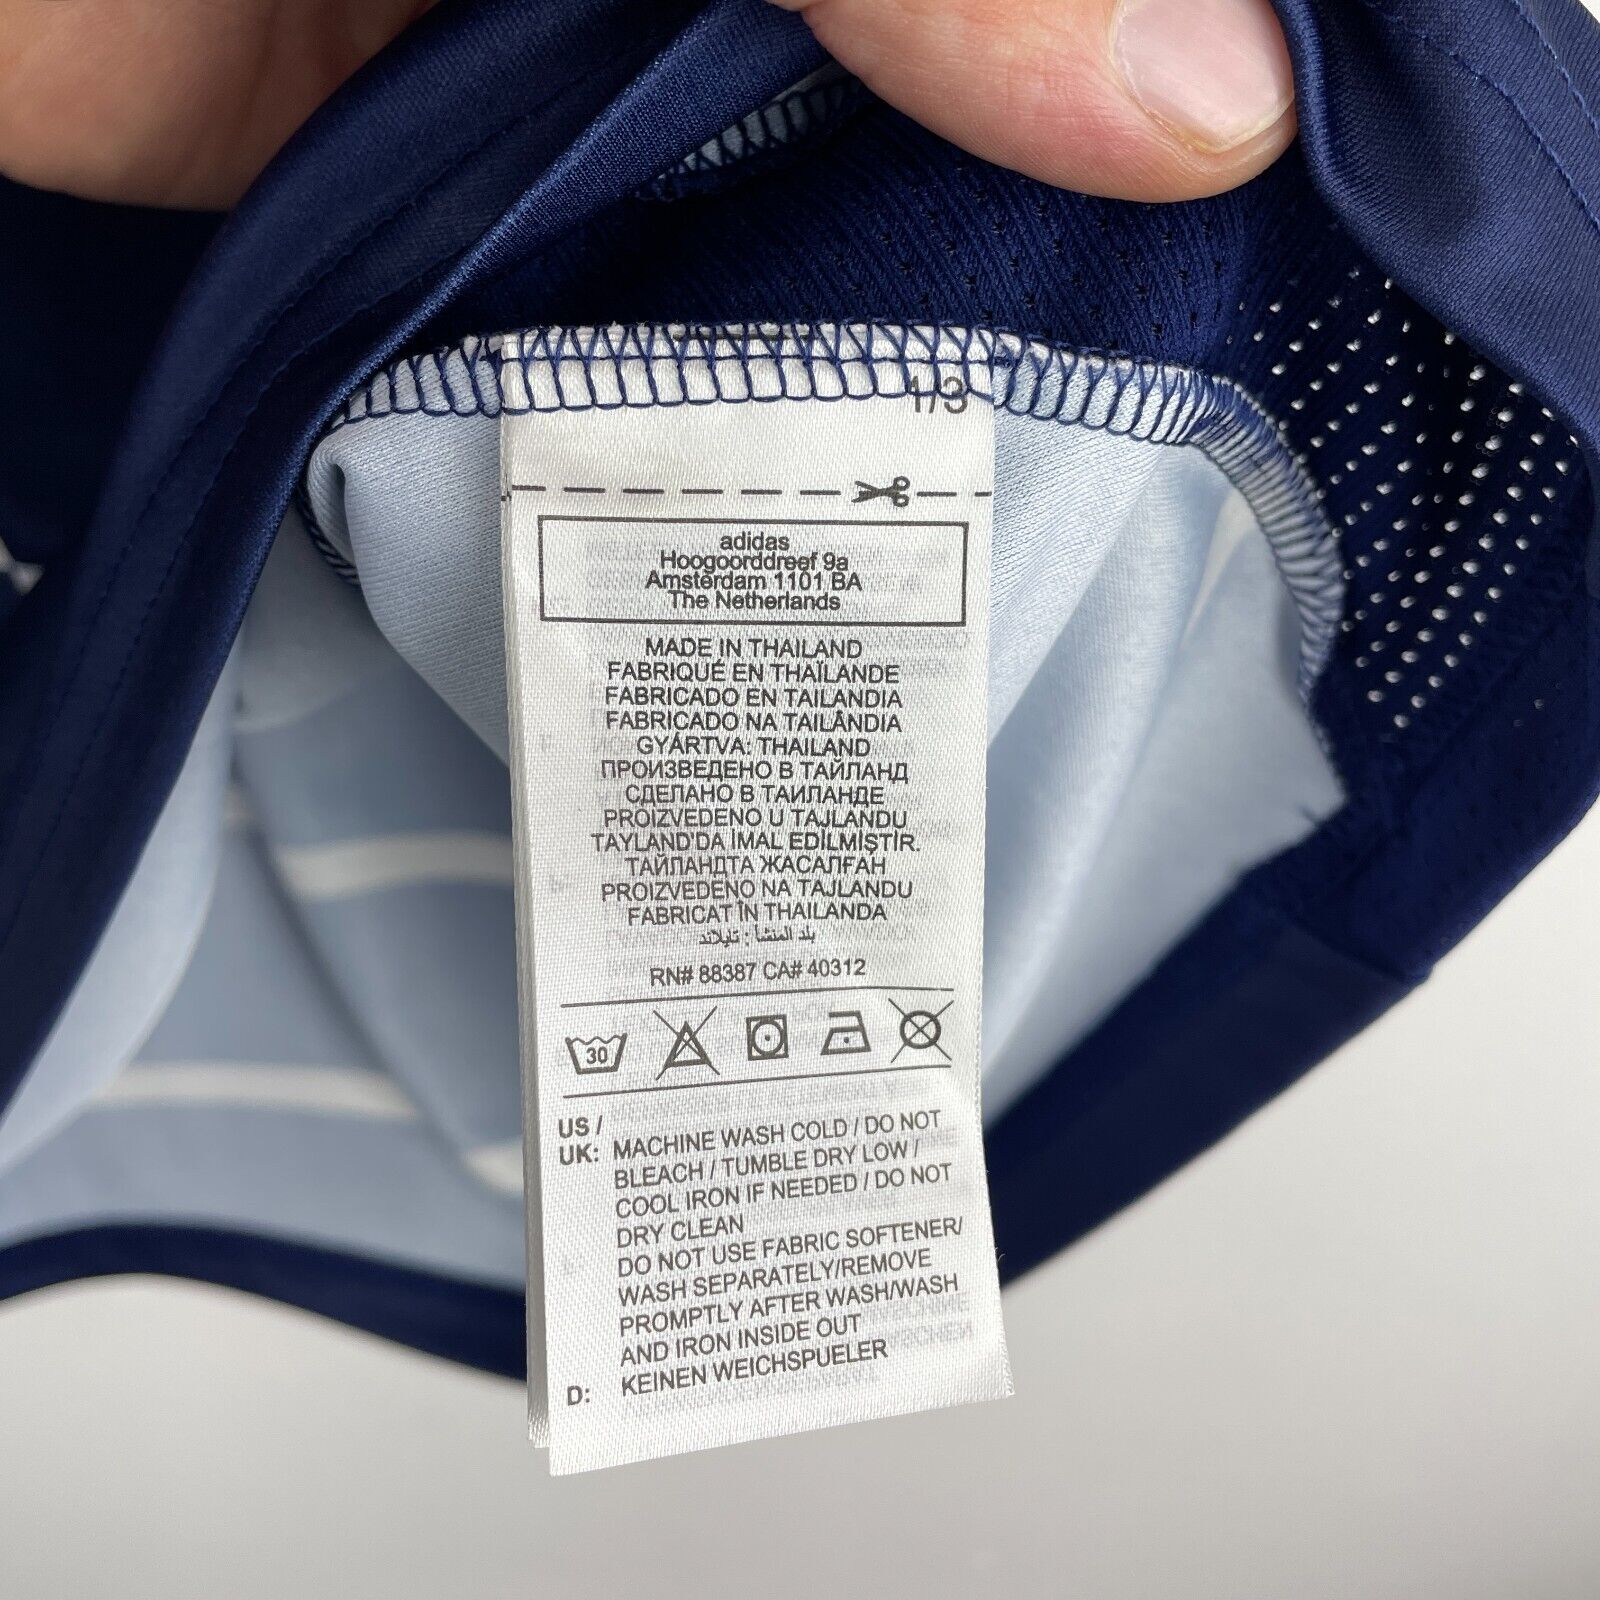 1/3
adidas
Hoogoorddreef 9a
Amsterdam 1101 BA
The Netherlands
MADE IN THAILAND
FABRIQUÉ EN THAÏLANDE
FABRICADO EN TAILANDIA
FABRICADO NA TAILÂNDIA
GYÁRTVA: THAILAND
ПРОИЗВЕДЕНО В ТАЙЛАНД
СДЕЛАНО В ТАИЛАНДЕ
PROIZVEDENO U TAJLANDU
TAYLAND'DA İMAL EDİLMİŞTİR.
ТАЙЛАНДТА ЖАСАЛҒАН
PROIZVEDENO NA TAJLANDU
FABRICAT ÎN THAILANDA
بلد المنشأ : تايلاند
RN# 88387 CA# 40312
30
US /
UK: MACHINE WASH COLD / DO NOT
BLEACH / TUMBLE DRY LOW /
COOL IRON IF NEEDED / DO NOT
DRY CLEAN
DO NOT USE FABRIC SOFTENER/
WASH SEPARATELY/REMOVE
PROMPTLY AFTER WASH/WASH
AND IRON INSIDE OUT
D: KEINEN WEICHSPUELER